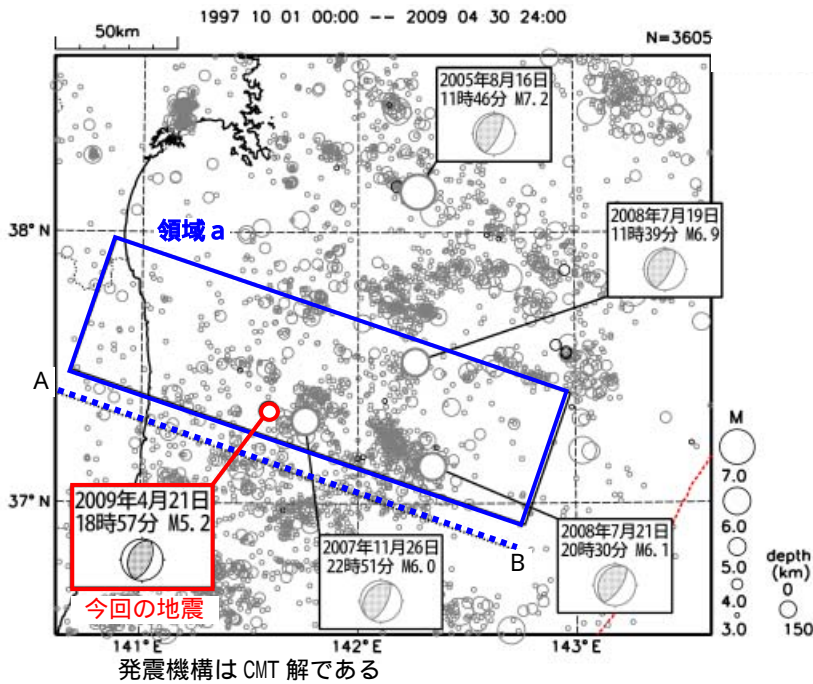 1997 10 01 00:00 -- 2009 04 30 24:00
50km
N=3605
2005年8月16日
11時46分 M7.2
38°N
領域a
2008年7月19日
11時39分 M6.9
A
M
7.0
6.0
5.0
4.0
3.0
depth
(km)
0
150
37°N
2009年4月21日
18時57分 M5.2
今回の地震
2007年11月26日
22時51分 M6.0
B
2008年7月21日
20時30分 M6.1
141°E
142°E
143°E
発震機構は CMT 解である